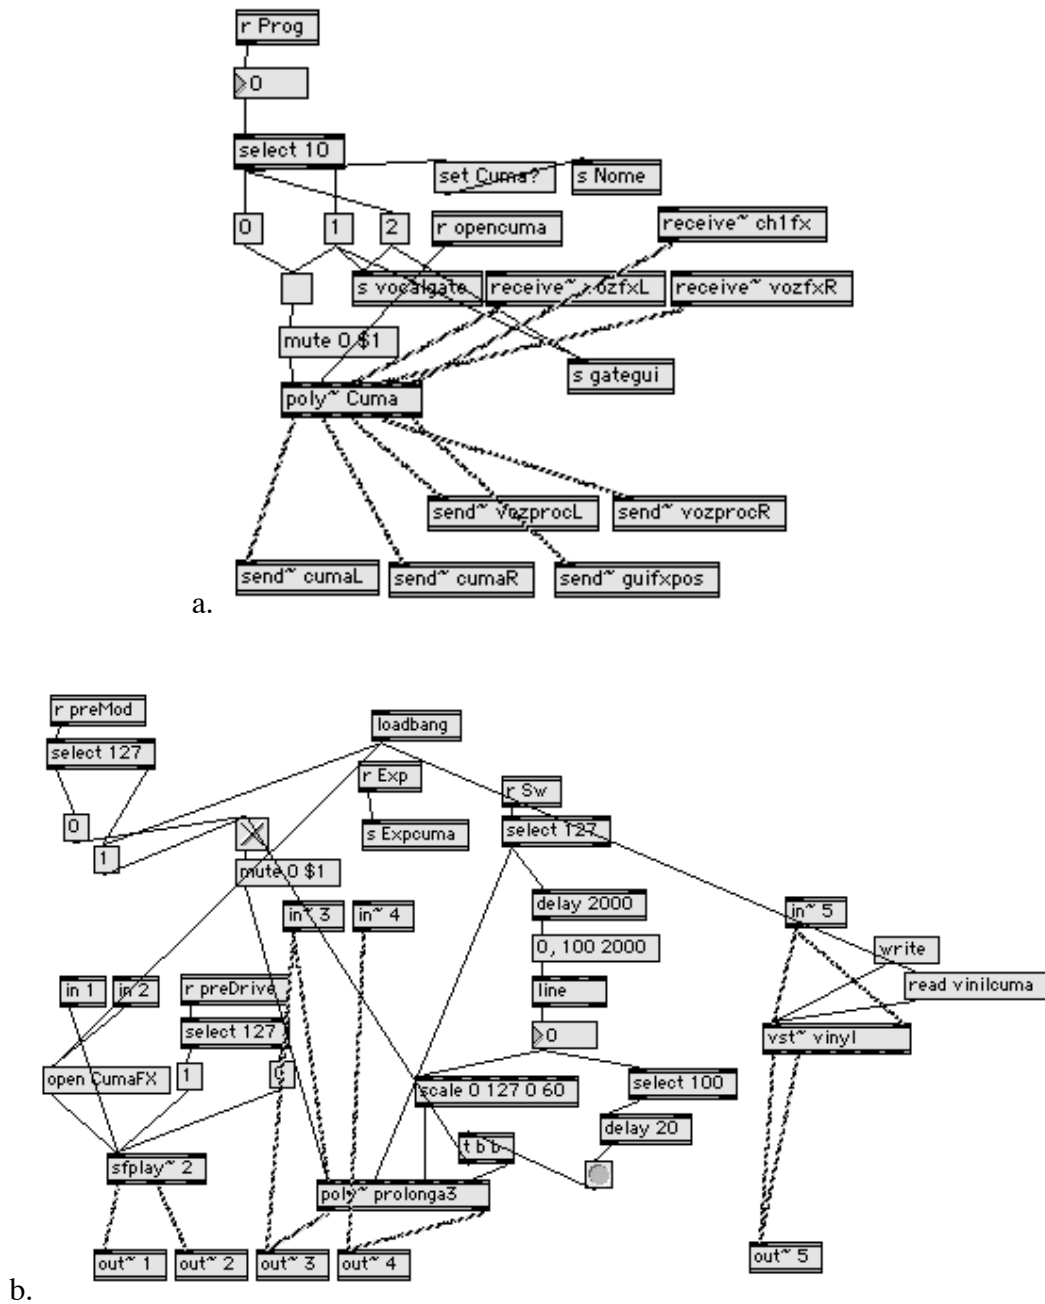 r Prog
0
select 10
set Cuma?
s Nome
0
1
2
r opencuma
receive~ ch1fx
s vocalgate
receive~ vozfxL
receive~ vozfxR
mute 0 $1
s gategui
poly~ Cuma
send~ vozprocL
send~ vozprocR
send~ cumaL
send~ cumaR
send~ guifxpos
a.
r preMod
loadbang
select 127
r Exp
r Sw
0
s Expcuma
select 127
1
mute 0 $1
in~ 3
in~ 4
delay 2000
in~ 5
0, 100 2000
write
in 1
in 2
r preDrive
line
read vinilcuma
select 127
0
vst~ vinyl
open CumaFX
1
0
scale 0 127 0 60
select 100
delay 20
t b b
sfplay~ 2
poly~ prolonga3
out~ 1
out~ 2
out~ 3
out~ 4
out~ 5
b.